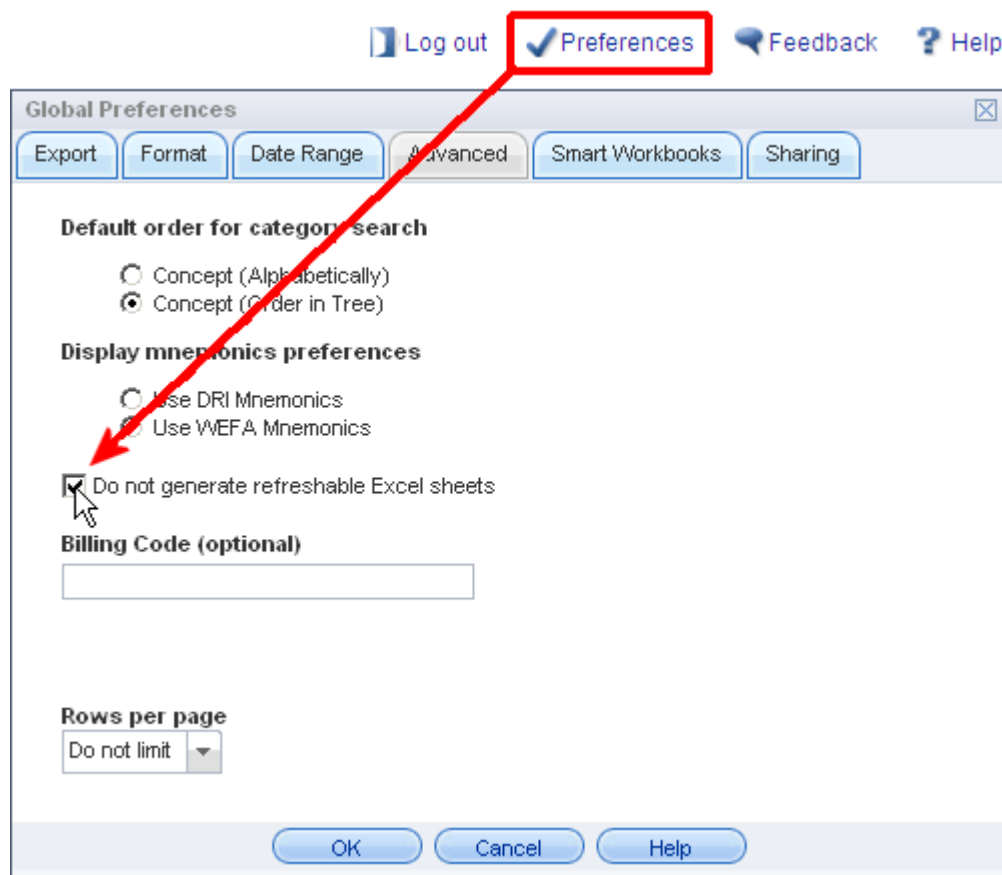 Log out Preferences Feedback ? Help
Global Preferences
Export Format Date Range Advanced Smart Workbooks Sharing
Default order for category search
Concept (Alphabetically)
Concept (Order in Tree)
Display mnemonics preferences
Use DRI Mnemonics
Use WEFA Mnemonics
Do not generate refreshable Excel sheets
Billing Code (optional)
Rows per page
Do not limit
OK Cancel Help